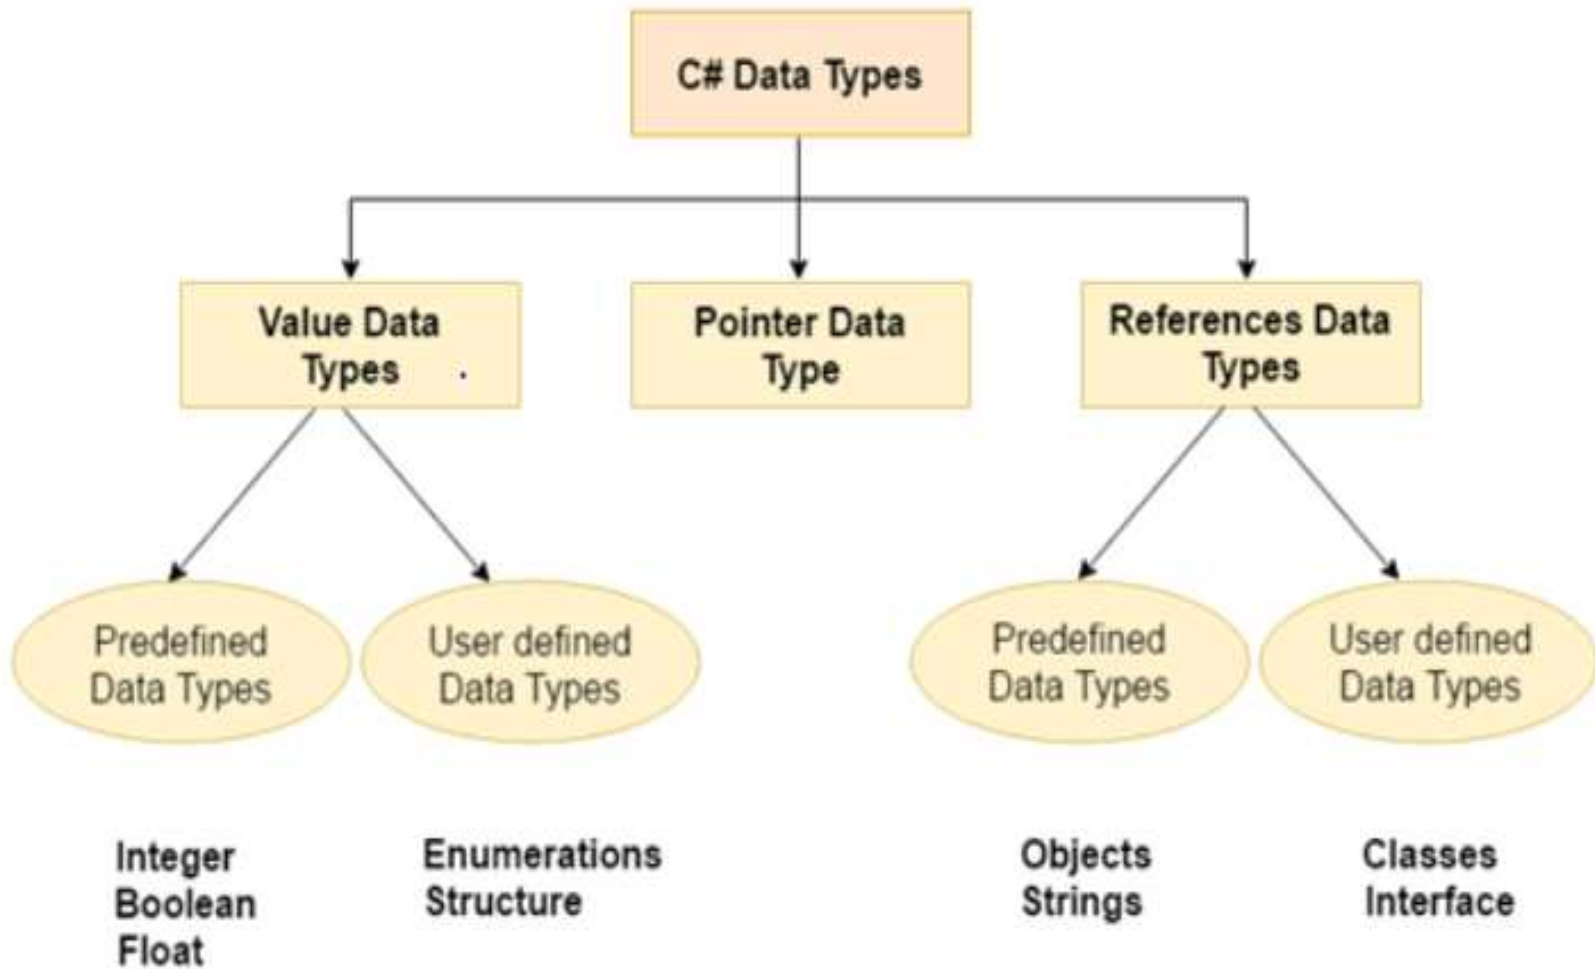 C# Data Types
Value Data
Types
Pointer Data
Type
References Data
Types
Predefined
Data Types
User defined
Data Types
Predefined
Data Types
User defined
Data Types
Integer
Boolean
Float
Enumerations
Structure
Objects
Strings
Classes
Interface